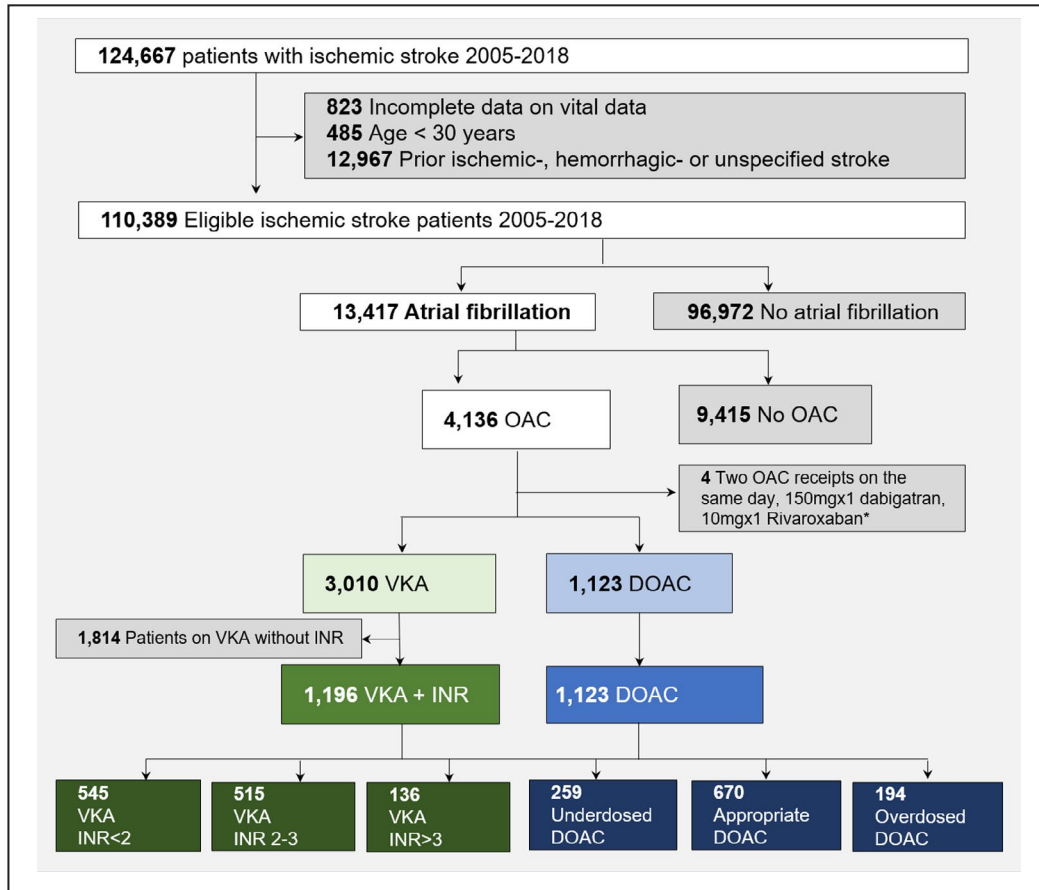 124,667 patients with ischemic stroke 2005-2018
823 Incomplete data on vital data
485 Age < 30 years
12,967 Prior ischemic-, hemorrhagic- or unspecified stroke
110,389 Eligible ischemic stroke patients 2005-2018
13,417 Atrial fibrillation
96,972 No atrial fibrillation
4,136 OAC
9,415 No OAC
4 Two OAC receipts on the
same day, 150mgx1 dabigatran,
10mgx1 Rivaroxaban*
3,010 VKA
1,123 DOAC
1,814 Patients on VKA without INR
1,196 VKA + INR
1,123 DOAC
545
VKA
INR<2
515
VKA
INR 2-3
136
VKA
INR>3
259
Underdosed
DOAC
670
Appropriate
DOAC
194
Overdosed
DOAC